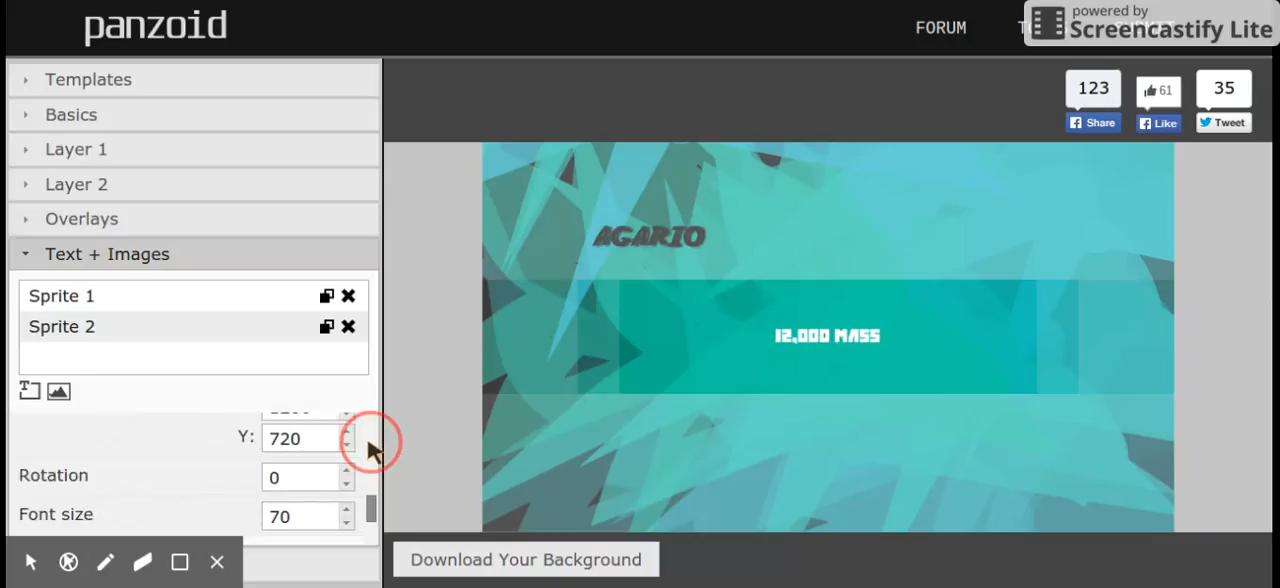 panzoid
FORUM
powered by
Screencastify Lite
Templates
Basics
Layer 1
Layer 2
Overlays
Text + Images
Sprite 1
Sprite 2
Y: 720
Rotation 0
Font size 70
123
Share
61
Like
35
Tweet
AGARIO
12,000 MASS
Download Your Background